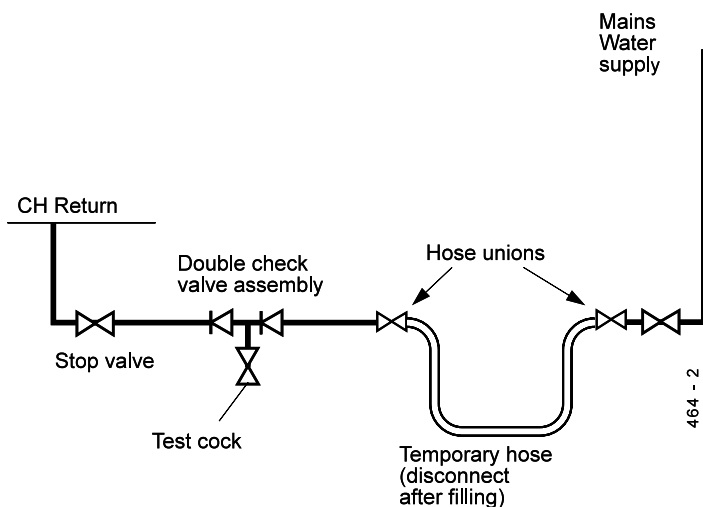 Mains
Water
supply
CH Return
Double check
valve assembly
Hose unions
Stop valve
Test cock
Temporary hose
(disconnect
after filling)
464 - 2